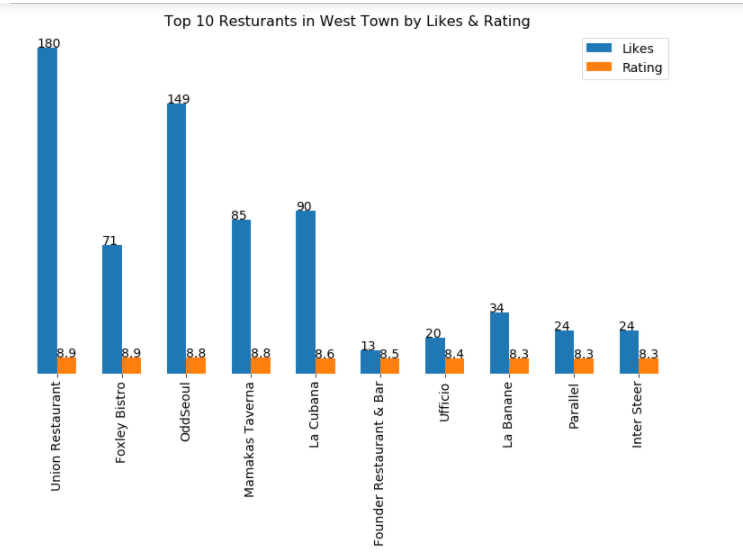 Top 10 Resturants in West Town by Likes & Rating
Likes
Rating
180
8.9
71
8.9
149
8.8
85
8.8
90
8.6
13
8.5
20
8.4
34
8.3
24
8.3
24
8.3
Union Restaurant
Foxley Bistro
OddSeoul
Mamakas Taverna
La Cubana
Founder Restaurant & Bar
Ufficio
La Banane
Parallel
Inter Steer